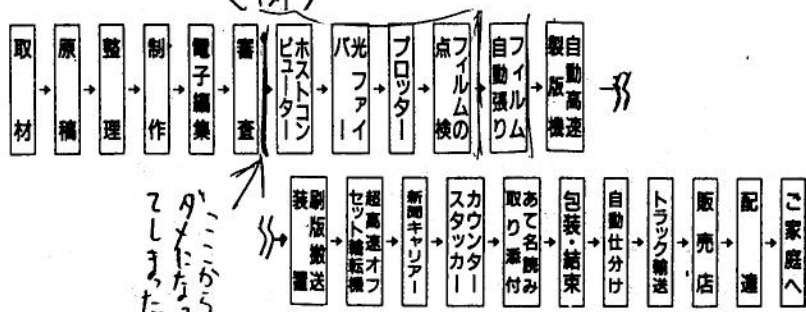 取材
原稿
整理
制作
電子編集
審査
ホストコンピューター
光ファイバー
プロッター
フィルムの点検
フィルム自動張り
自動高速製版機
刷版搬送装置
超高速オフセット輪転機
新聞キャリアー
カウンタースタッカー
あて名読み取り添付
包装・結束
自動仕分け
トラック輸送
販売店
配達
ご家庭へ
ここから
ダメになっ
てしまった